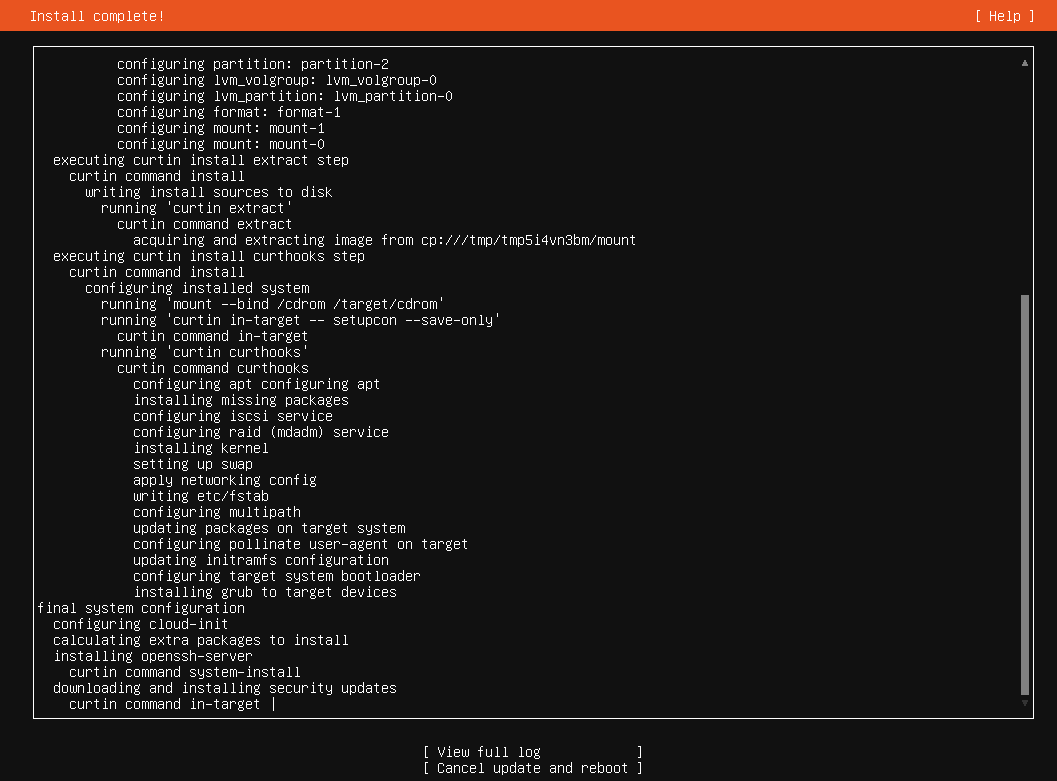 Install complete!
[ Help ]
configuring partition: partition-2
configuring lvm_volgroup: lvm_volgroup-0
configuring lvm_partition: lvm_partition-0
configuring format: format-1
configuring mount: mount-1
configuring mount: mount-0
executing curtin install extract step
curtin command install
writing install sources to disk
running 'curtin extract'
curtin command extract
acquiring and extracting image from cp:///tmp/tmp5i4vn3bm/mount
executing curtin install curthooks step
curtin command install
configuring installed system
running 'mount --bind /cdrom /target/cdrom'
running 'curtin in-target -- setupcon --save-only'
curtin command in-target
running 'curtin curthooks'
curtin command curthooks
configuring apt configuring apt
installing missing packages
configuring iscsi service
configuring raid (mdadm) service
installing kernel
setting up swap
apply networking config
writing etc/fstab
configuring multipath
updating packages on target system
configuring pollinate user-agent on target
updating initramfs configuration
configuring target system bootloader
installing grub to target devices
final system configuration
configuring cloud-init
calculating extra packages to install
installing openssh-server
curtin command system-install
downloading and installing security updates
curtin command in-target |
[ View full log ]
[ Cancel update and reboot ]